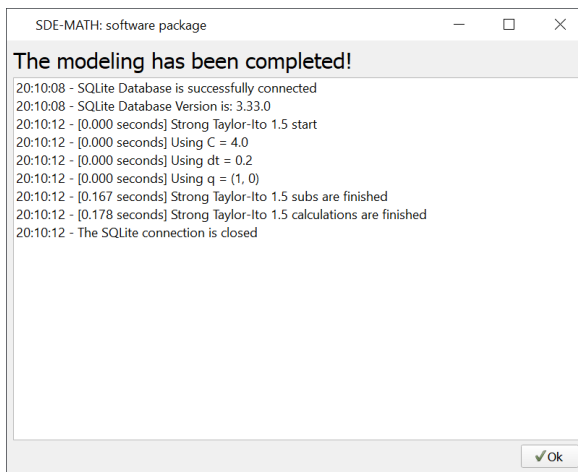 SDE-MATH: software package
The modeling has been completed!
20:10:08 - SQLite Database is successfully connected
20:10:08 - SQLite Database Version is: 3.33.0
20:10:12 - [0.000 seconds] Strong Taylor-Ito 1.5 start
20:10:12 - [0.000 seconds] Using C = 4.0
20:10:12 - [0.000 seconds] Using dt = 0.2
20:10:12 - [0.000 seconds] Using q = (1, 0)
20:10:12 - [0.167 seconds] Strong Taylor-Ito 1.5 subs are finished
20:10:12 - [0.178 seconds] Strong Taylor-Ito 1.5 calculations are finished
20:10:12 - The SQLite connection is closed
Ok